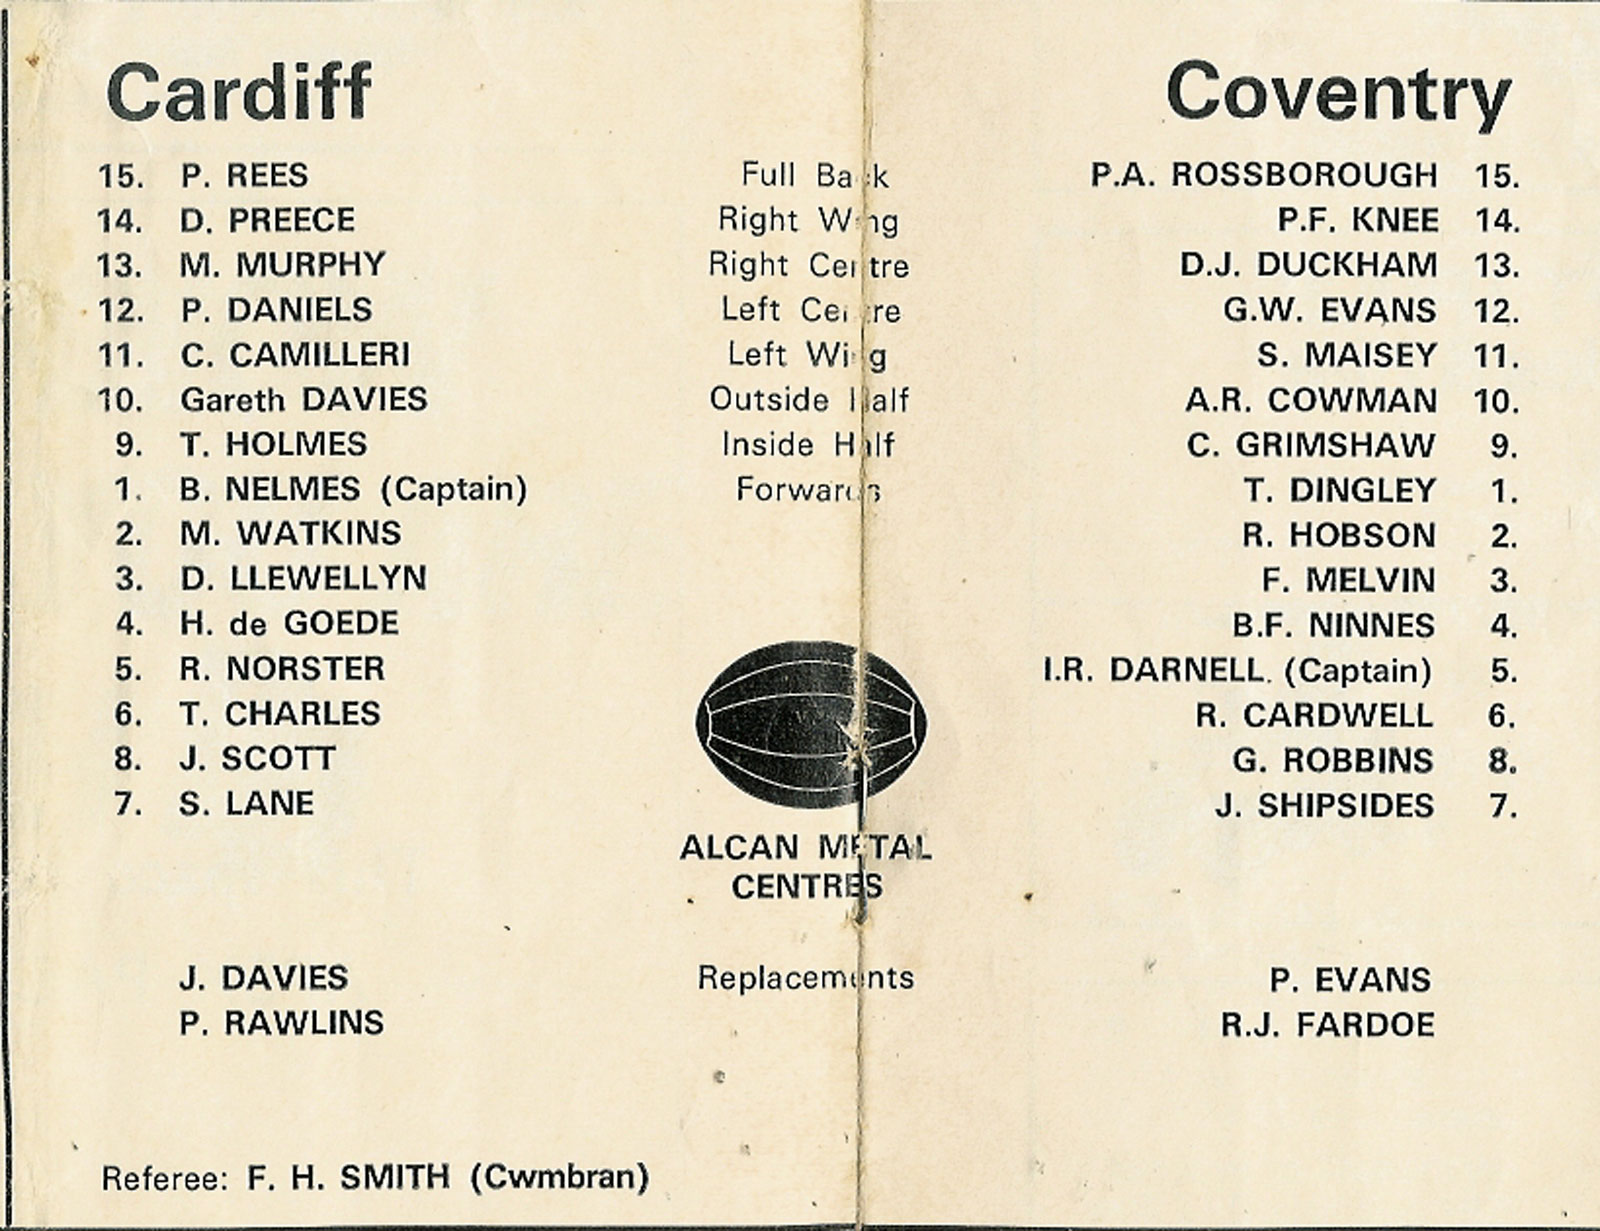 Cardiff Coventry
15. P. REES Full Back P.A. ROSSBOROUGH 15.
14. D. PREECE Right Wing P.F. KNEE 14.
13. M. MURPHY Right Centre D.J. DUCKHAM 13.
12. P. DANIELS Left Centre G.W. EVANS 12.
11. C. CAMILLERI Left Wing S. MAISEY 11.
10. Gareth DAVIES Outside Half A.R. COWMAN 10.
9. T. HOLMES Inside Half C. GRIMSHAW 9.
1. B. NELMES (Captain) Forwards T. DINGLEY 1.
2. M. WATKINS R. HOBSON 2.
3. D. LLEWELLYN F. MELVIN 3.
4. H. de GOEDE B.F. NINNES 4.
5. R. NORSTER I.R. DARNELL. (Captain) 5.
6. T. CHARLES R. CARDWELL 6.
8. J. SCOTT G. ROBBINS 8.
7. S. LANE J. SHIPSIDES 7.
ALCAN METAL
CENTRES
J. DAVIES Replacements P. EVANS
P. RAWLINS R.J. FARDOE
Referee: F. H. SMITH (Cwmbran)